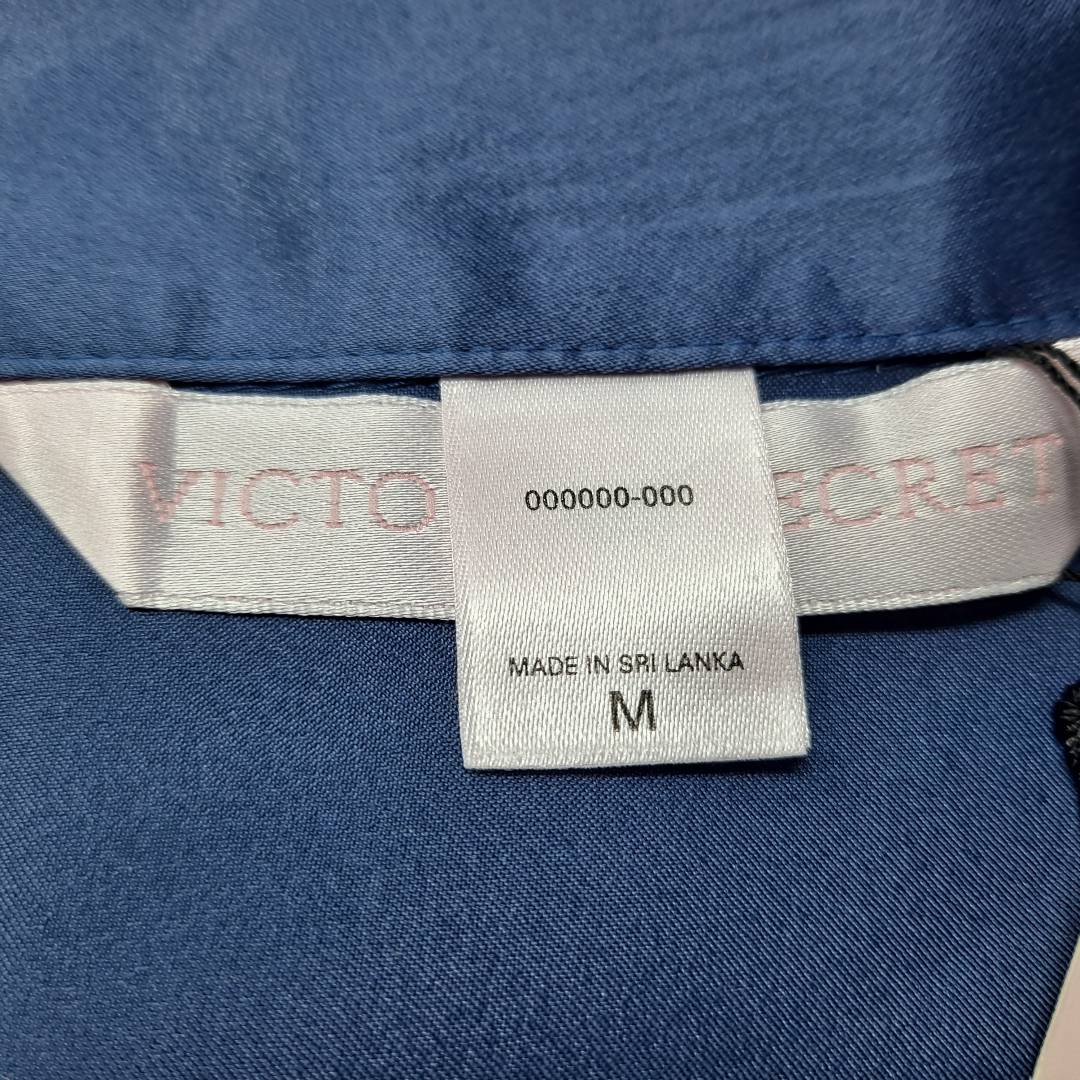 VICTO ECRET
000000-000
MADE IN SRI LANKA
M